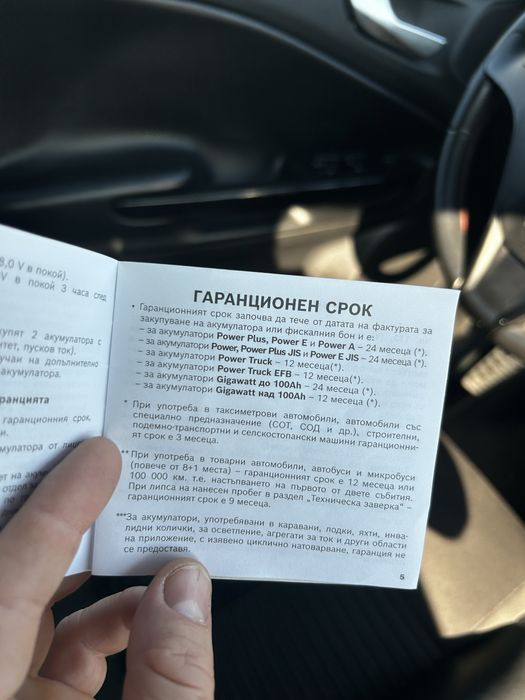 8,0 V в покой).
V в покой 3 часа след
купят 2 акумулатора с
тет, пусков ток).
учаи на допълнително
акумулатора.
ранцията
гаранционния срок,
ГАРАНЦИОНЕН СРОК
• Гаранционният срок започва да тече от датата на фактурата за
закупуване на акумулатора или фискалния бон и е:
– за акумулатори Power Plus, Power E и Power A – 24 месеца (*).
– за акумулатори Power, Power Plus JIS и Power E JIS – 24 месеца (*).
– за акумулатори Power Truck – 12 месеца(*).
– за акумулатори Power Truck EFB – 12 месеца(*).
– за акумулатори Gigawatt до 100Ah – 24 месеца (*).
– за акумулатори Gigawatt над 100Ah – 12 месеца (*).
* При употреба в таксиметрови автомобили, автомобили със
специално предназначение (СОТ, СОД и др.), строителни,
подемно-транспортни и селскостопански машини гаранционни-
ят срок е 3 месеца.
** При употреба в товарни автомобили, автобуси и микробуси
(повече от 8+1 места) – гаранционният срок е 12 месеца или
100 000 км. т.е. настъпването на първото от двете събития.
При липса на нанесен пробег в раздел „Техническа заверка" –
гаранционният срок е 9 месеца.
***За акумулатори, употребявани в каравани, лодки, яхти, инва-
лидни колички, за осветление, агрегати за ток и други области
на приложение, с изявено циклично натоварване, гаранция не
се предоставя.
5